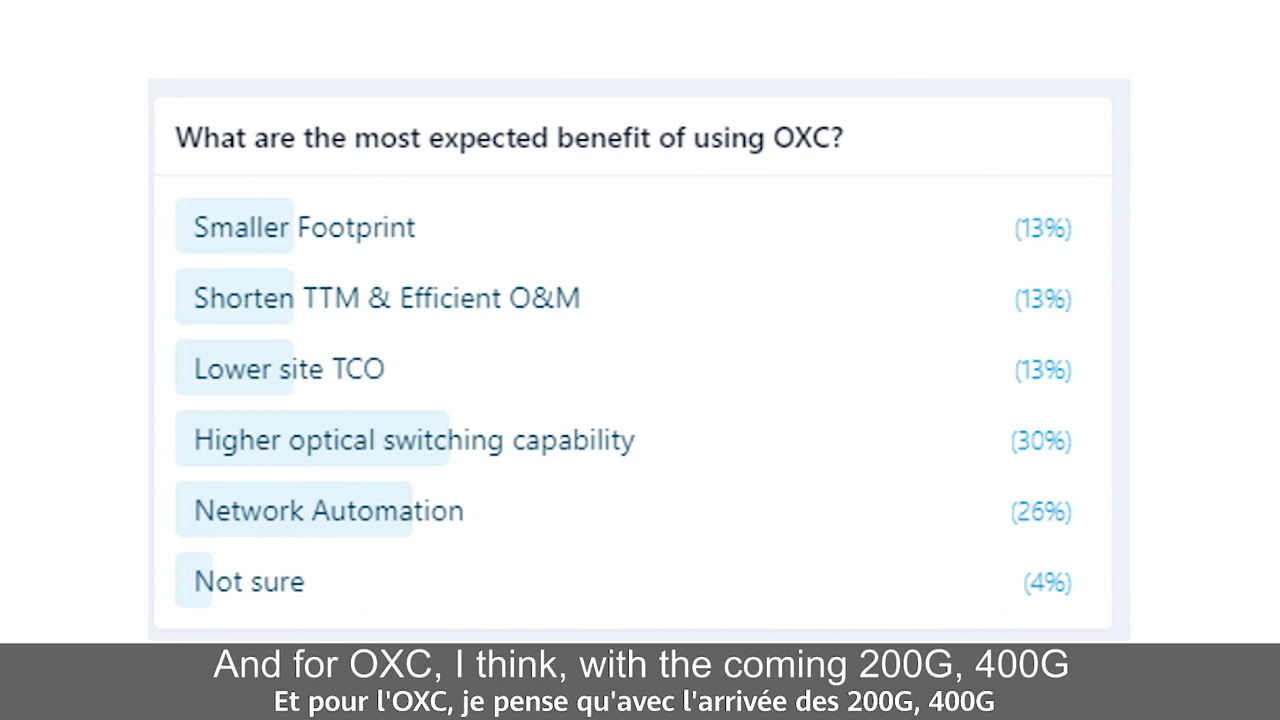 What are the most expected benefit of using OXC?
Smaller Footprint (13%)
Shorten TTM & Efficient O&M (13%)
Lower site TCO (13%)
Higher optical switching capability (30%)
Network Automation (26%)
Not sure (4%)
And for OXC, I think, with the coming 200G, 400G
Et pour l'OXC, je pense qu'avec l'arrivée des 200G, 400G